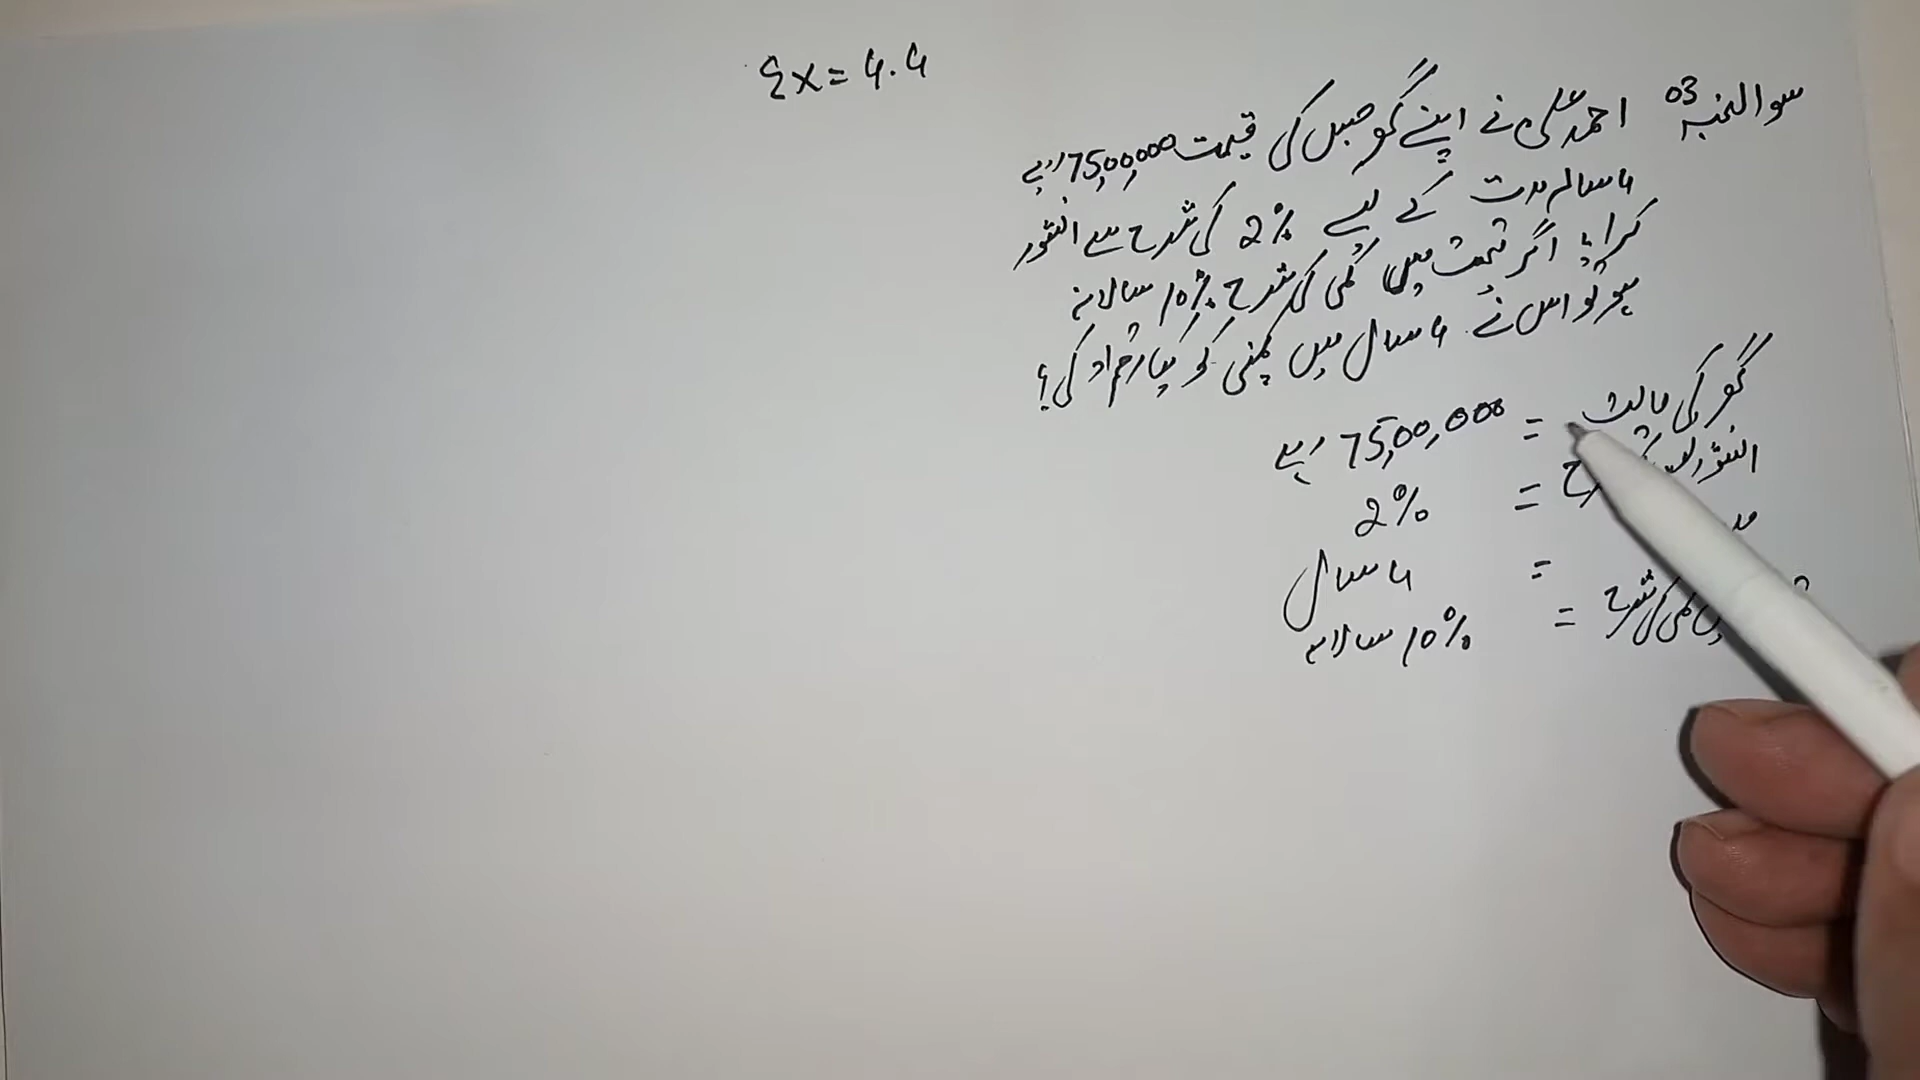 Ex = 4.4
سوال نمبر 03 احمد علی نے اپنے گھر جس کی قیمت 75,00,000 روپے
4 سالہ مدت کے لیے 2% کی شرح سے انشور
کرایا اگر قیمت میں کمی کی شرح 10% سالانہ
ہو تو اس نے 4 سال میں کمپنی کو کیا رقم ادا کی؟
گھر کی مالیت = 75,00,000 روپے
انشورنس = 2%
= 4 سال
کمی کی شرح = 10% سالانہ